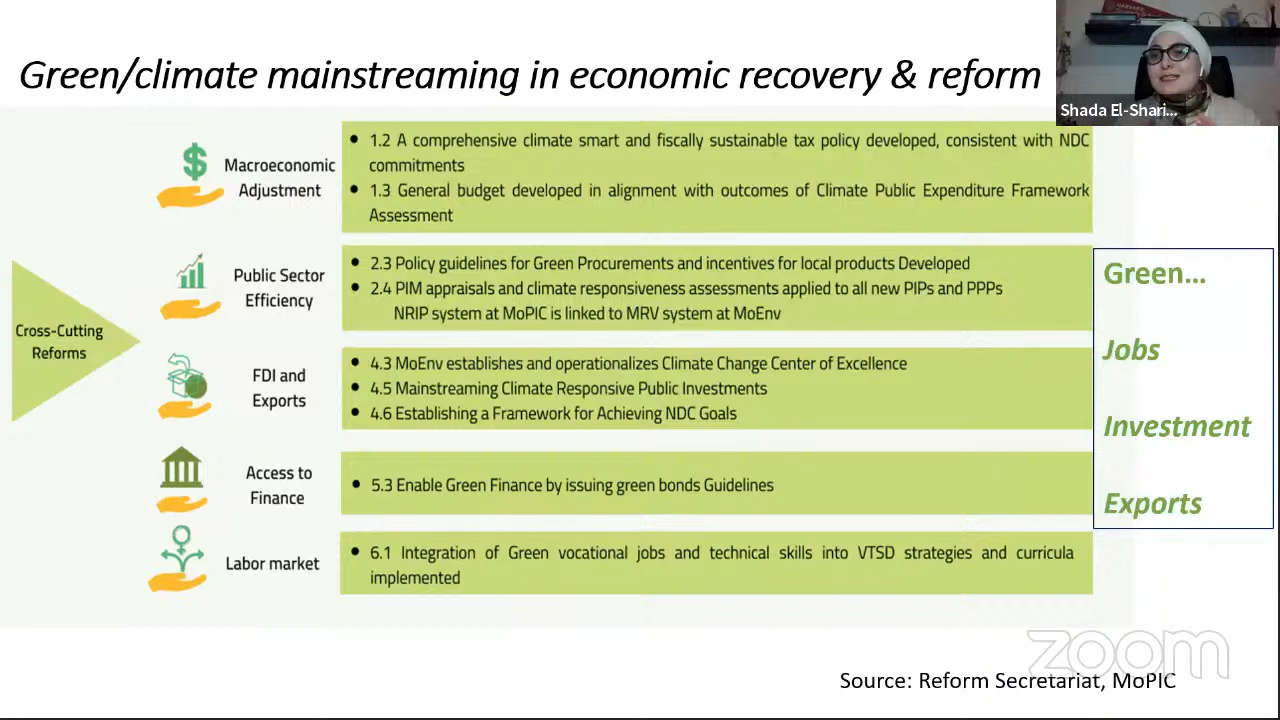 Green/climate mainstreaming in economic recovery & reform
HARVARD
Shada El-Shari...
Cross-Cutting
Reforms
Macroeconomic
Adjustment
• 1.2 A comprehensive climate smart and fiscally sustainable tax policy developed, consistent with NDC
commitments
• 1.3 General budget developed in alignment with outcomes of Climate Public Expenditure Framework
Assessment
Public Sector
Efficiency
• 2.3 Policy guidelines for Green Procurements and incentives for local products Developed
• 2.4 PIM appraisals and climate responsiveness assessments applied to all new PIPs and PPPs
NRIP system at MoPIC is linked to MRV system at MoEnv
FDI and
Exports
• 4.3 MoEnv establishes and operationalizes Climate Change Center of Excellence
• 4.5 Mainstreaming Climate Responsive Public Investments
• 4.6 Establishing a Framework for Achieving NDC Goals
Access to
Finance
• 5.3 Enable Green Finance by issuing green bonds Guidelines
Labor market
• 6.1 Integration of Green vocational jobs and technical skills into VTSD strategies and curricula
implemented
Green...
Jobs
Investment
Exports
zoom
Source: Reform Secretariat, MoPIC